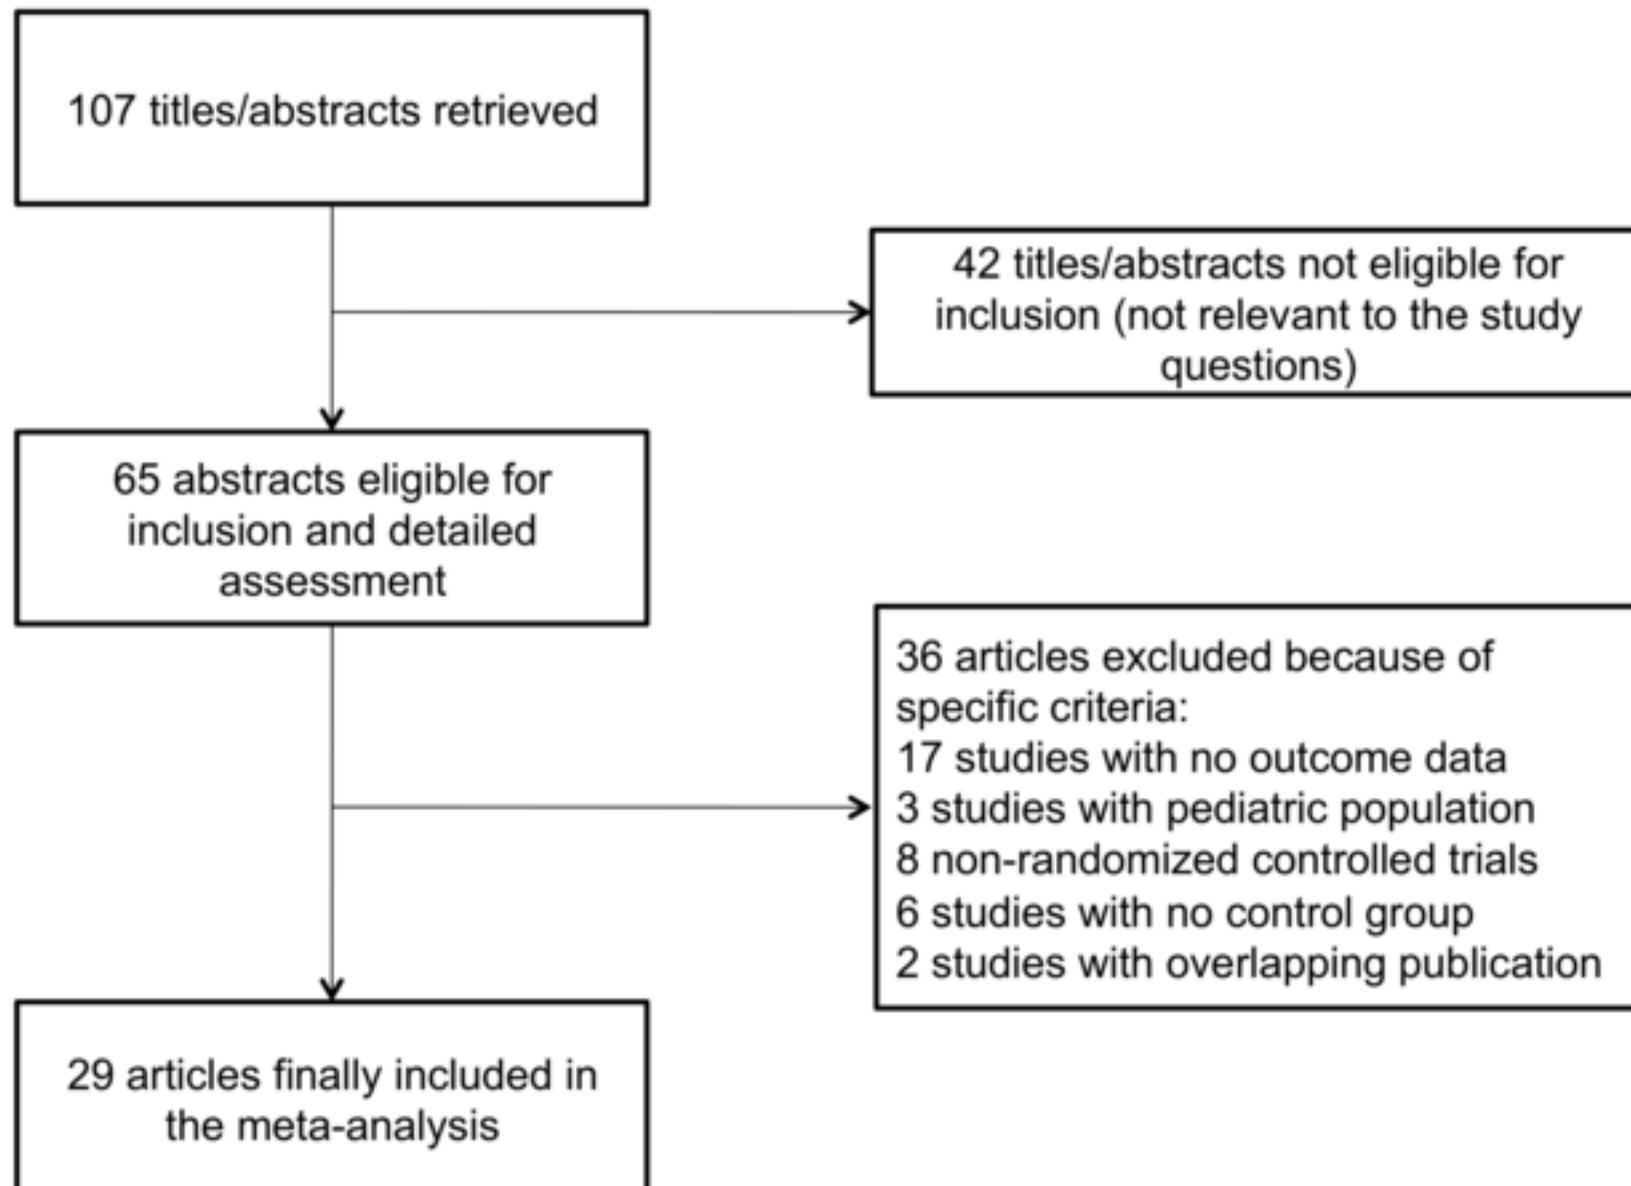 107 titles/abstracts retrieved
42 titles/abstracts not eligible for
inclusion (not relevant to the study
questions)
65 abstracts eligible for
inclusion and detailed
assessment
36 articles excluded because of
specific criteria:
17 studies with no outcome data
3 studies with pediatric population
8 non-randomized controlled trials
6 studies with no control group
2 studies with overlapping publication
29 articles finally included in
the meta-analysis